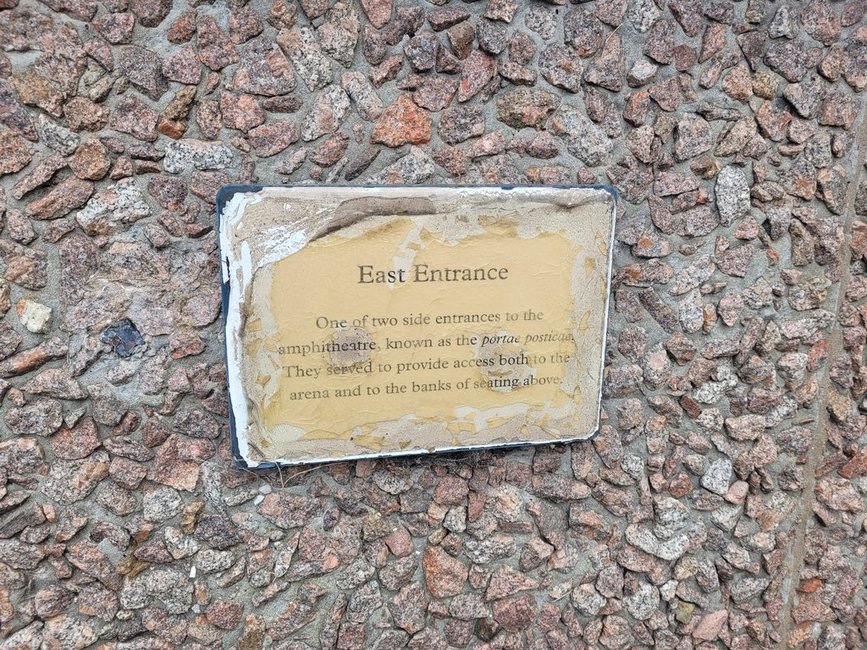 East Entrance
One of two side entrances to the
amphitheatre, known as the portae posticae.
They served to provide access both to the
arena and to the banks of seating above.